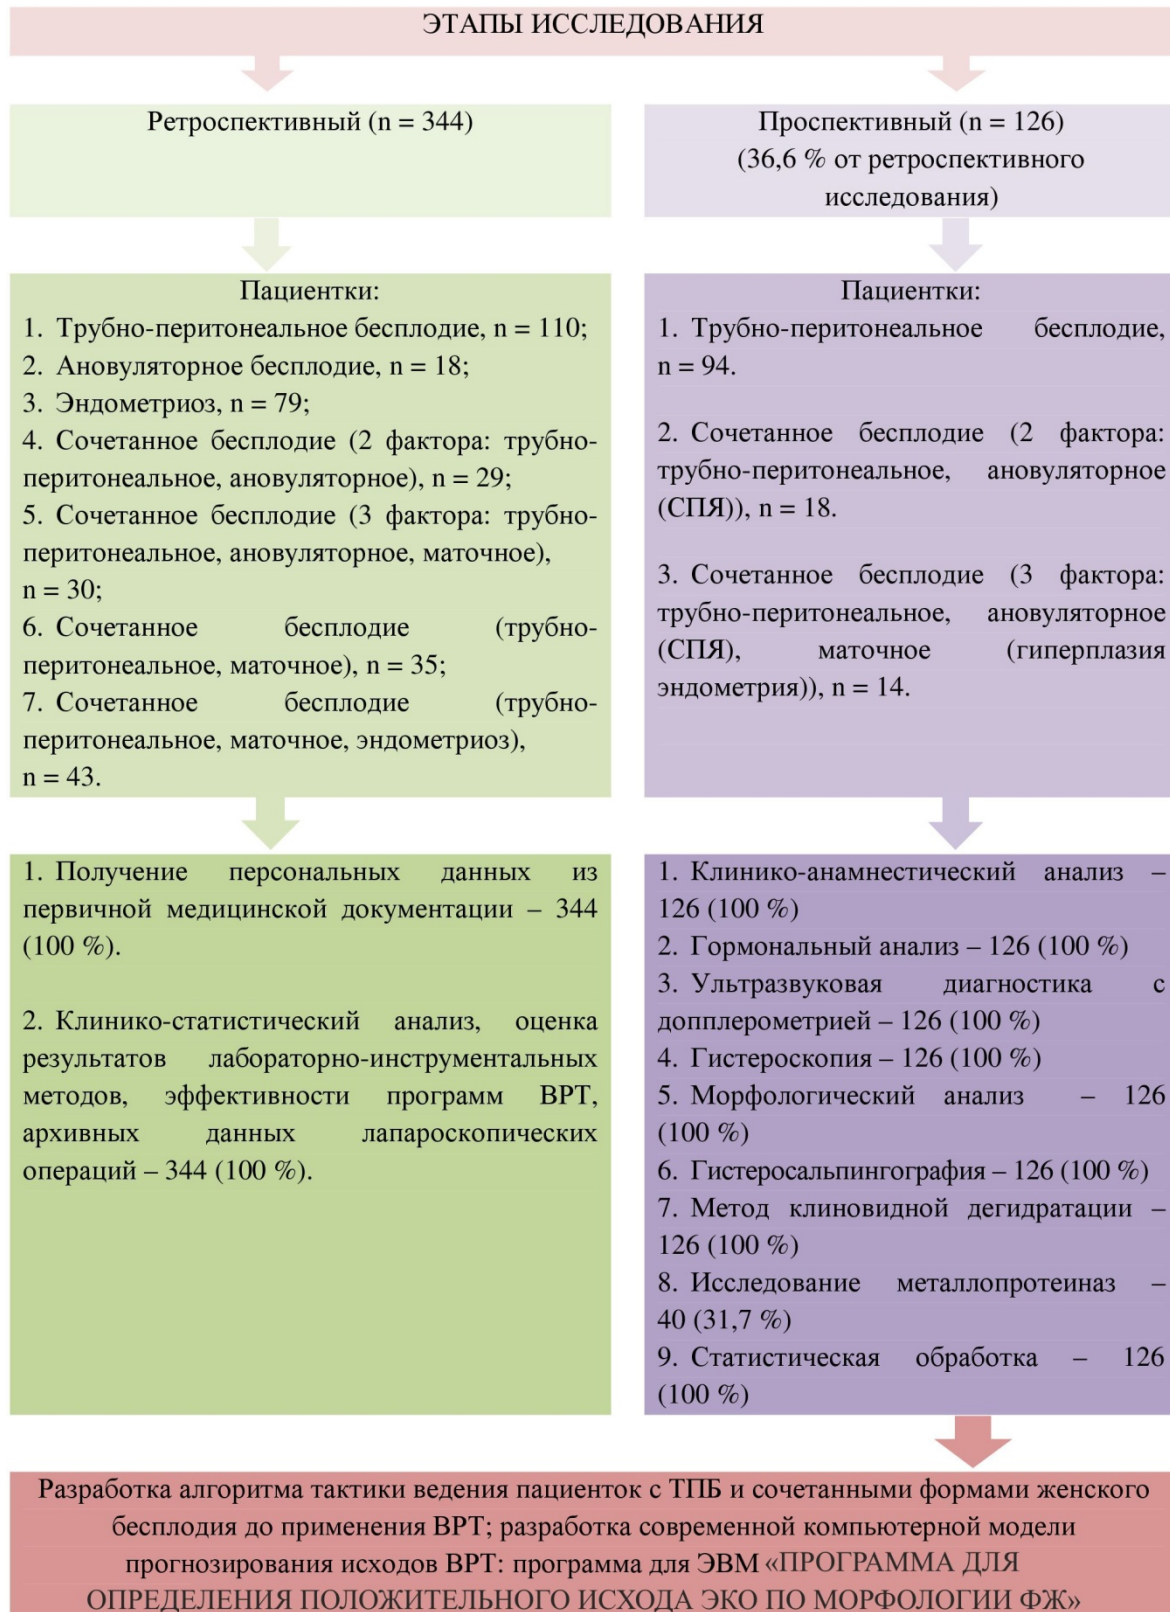 ЭТАПЫ ИССЛЕДОВАНИЯ
Ретроспективный (n = 344)
Проспективный (n = 126)
(36,6 % от ретроспективного
исследования)
Пациентки:
1. Трубно-перитонеальное бесплодие, n = 110;
2. Ановуляторное бесплодие, n = 18;
3. Эндометриоз, n = 79;
4. Сочетанное бесплодие (2 фактора: трубно-
перитонеальное, ановуляторное), n = 29;
5. Сочетанное бесплодие (3 фактора: трубно-
перитонеальное, ановуляторное, маточное),
n = 30;
6. Сочетанное бесплодие (трубно-
перитонеальное, маточное), n = 35;
7. Сочетанное бесплодие (трубно-
перитонеальное, маточное, эндометриоз),
n = 43.
Пациентки:
1. Трубно-перитонеальное бесплодие,
n = 94.
2. Сочетанное бесплодие (2 фактора:
трубно-перитонеальное, ановуляторное
(СПЯ)), n = 18.
3. Сочетанное бесплодие (3 фактора:
трубно-перитонеальное, ановуляторное
(СПЯ), маточное (гиперплазия
эндометрия)), n = 14.
1. Получение персональных данных из
первичной медицинской документации – 344
(100 %).
2. Клинико-статистический анализ, оценка
результатов лабораторно-инструментальных
методов, эффективности программ ВРТ,
архивных данных лапароскопических
операций – 344 (100 %).
1. Клинико-анамнестический анализ –
126 (100 %)
2. Гормональный анализ – 126 (100 %)
3. Ультразвуковая диагностика с
допплерометрией – 126 (100 %)
4. Гистероскопия – 126 (100 %)
5. Морфологический анализ – 126
(100 %)
6. Гистеросальпингография – 126 (100 %)
7. Метод клиновидной дегидратации –
126 (100 %)
8. Исследование металлопротеиназ –
40 (31,7 %)
9. Статистическая обработка – 126
(100 %)
Разработка алгоритма тактики ведения пациенток с ТПБ и сочетанными формами женского
бесплодия до применения ВРТ; разработка современной компьютерной модели
прогнозирования исходов ВРТ: программа для ЭВМ «ПРОГРАММА ДЛЯ
ОПРЕДЕЛЕНИЯ ПОЛОЖИТЕЛЬНОГО ИСХОДА ЭКО ПО МОРФОЛОГИИ ФЖ»